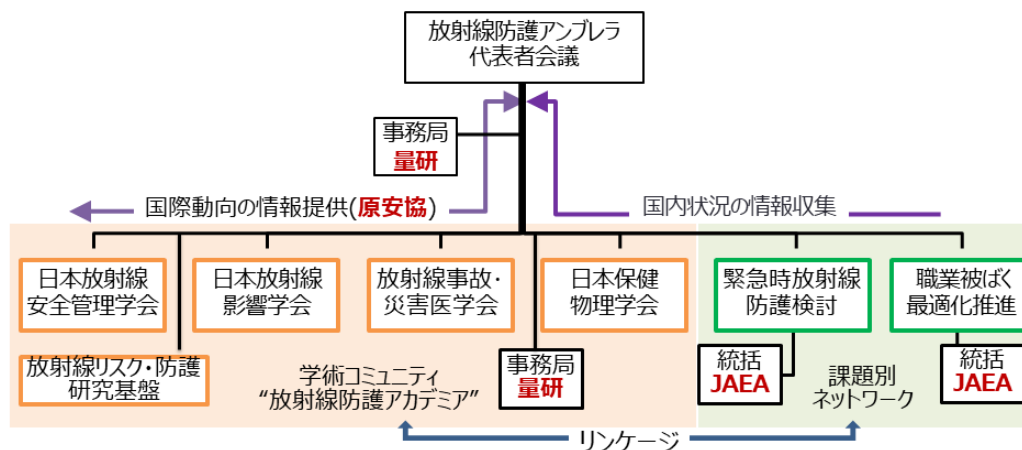 放射線防護アンブレラ
代表者会議
事務局
量研
国際動向の情報提供(原安協)
国内状況の情報収集
日本放射線
安全管理学会
日本放射線
影響学会
放射線事故・
災害医学会
日本保健
物理学会
緊急時放射線
防護検討
職業被ばく
最適化推進
放射線リスク・防護
研究基盤
学術コミュニティ
“放射線防護アカデミア”
事務局
量研
統括
JAEA
課題別
ネットワーク
統括
JAEA
リンケージ